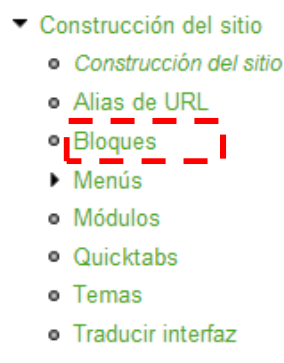 Construcción del sitio
Construcción del sitio
Alias de URL
Bloques
Menús
Módulos
Quicktabs
Temas
Traducir interfaz